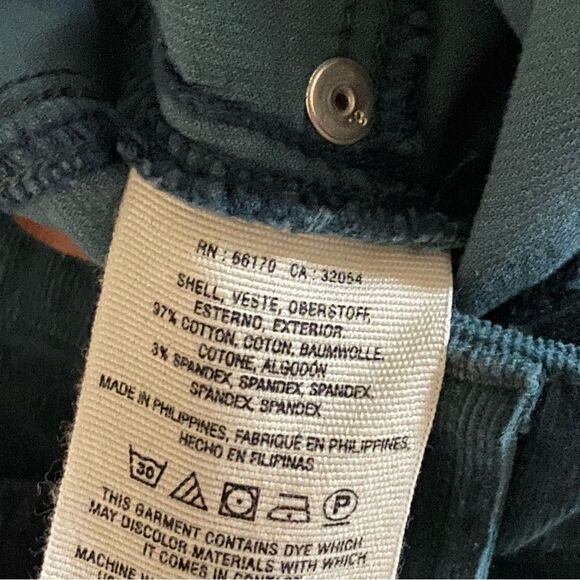 RN : 66170 CA : 32054
SHELL, VESTE, OBERSTOFF,
ESTERNO, EXTERIOR
97% COTTON, COTON, BAUMWOLLE,
COTONE, ALGODÓN
3% SPANDEX, SPANDEX, SPANDEX,
SPANDEX, SPANDEX
MADE IN PHILIPPINES, FABRIQUÉ EN PHILIPPINES,
HECHO EN FILIPINAS
30 P
THIS GARMENT CONTAINS DYE WHICH
MAY DISCOLOR MATERIALS WITH WHICH
IT COMES IN CONTACT
MACHINE